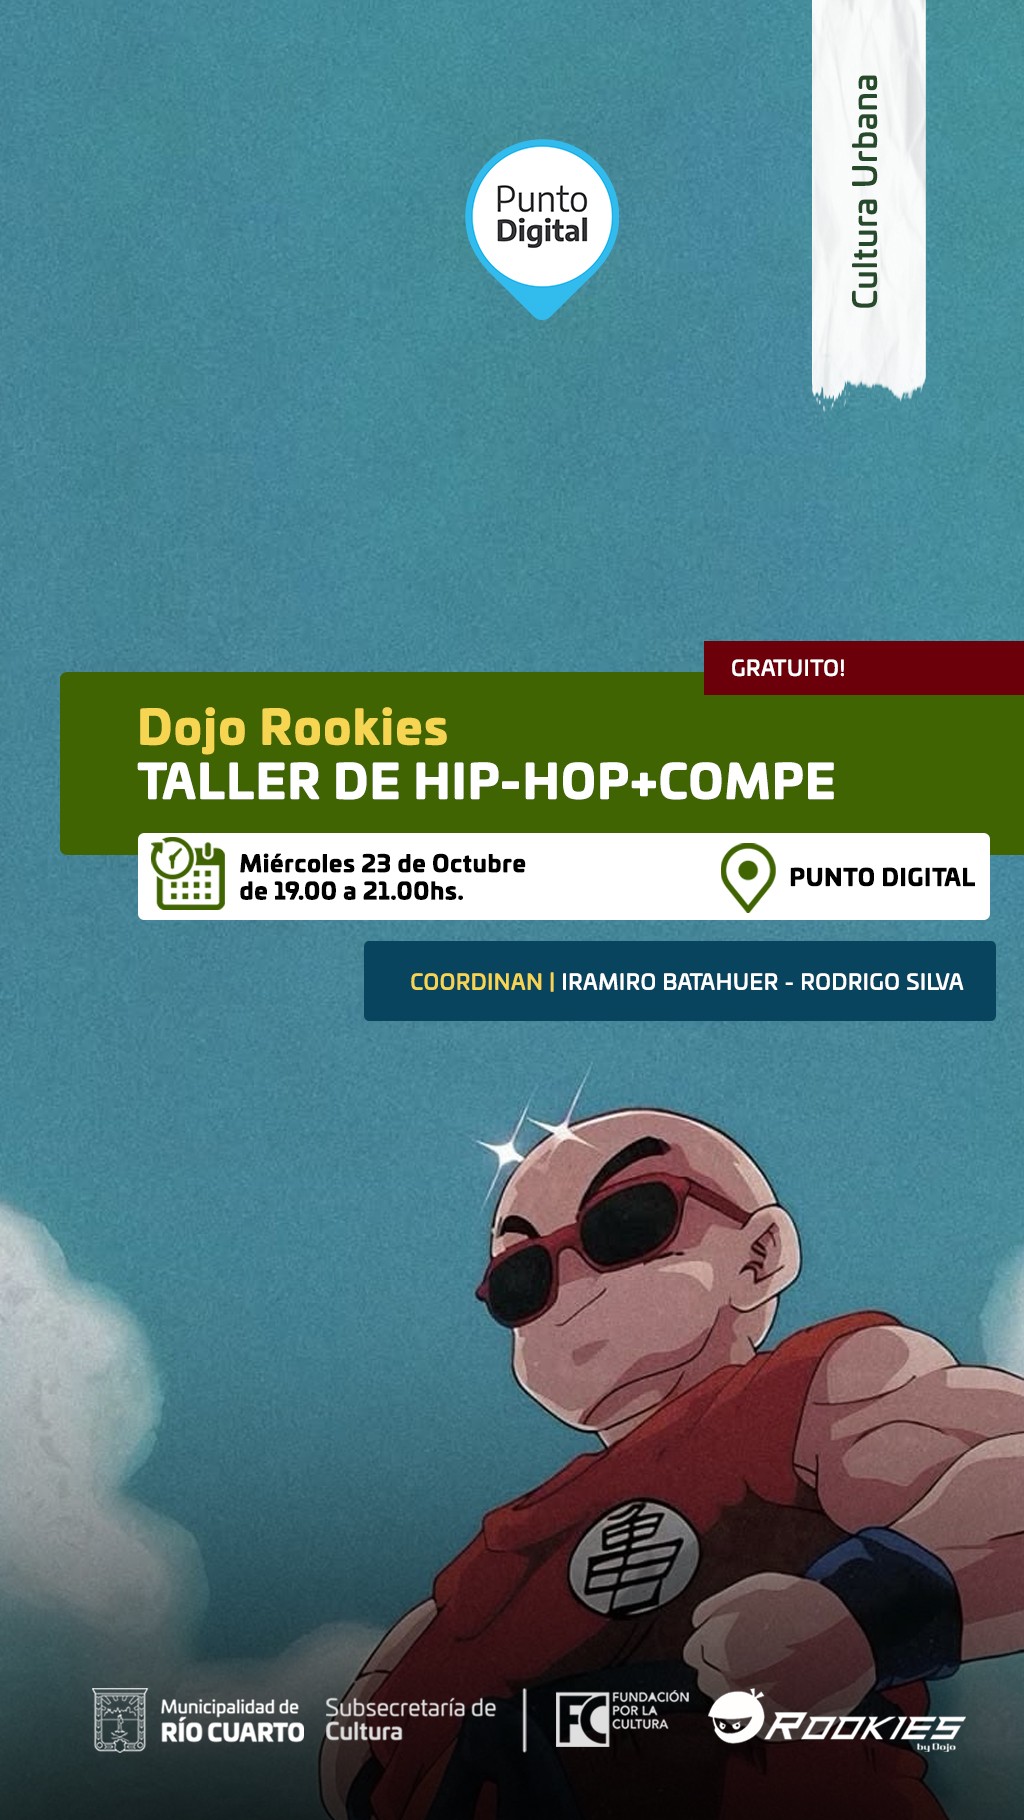 Cultura Urbana
Punto
Digital
GRATUITO!
Dojo Rookies
TALLER DE HIP-HOP+COMPE
Miércoles 23 de Octubre
de 19.00 a 21.00hs.
PUNTO DIGITAL
COORDINAN | IRAMIRO BATAHUER - RODRIGO SILVA
亀
Municipalidad de
RÍO CUARTO
Subsecretaría de
Cultura
FC
FUNDACIÓN
POR LA
CULTURA
ROOKIES
by Dojo